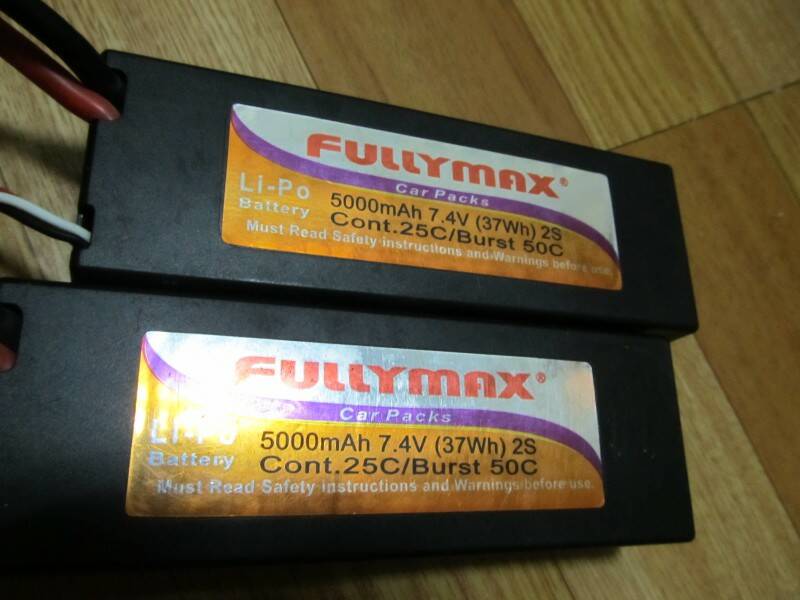 FULLYMAX®
Car Packs
Li-Po
Battery
5000mAh 7.4V (37Wh) 2S
Cont.25C/Burst 50C
Must Read Safety instructions and Warnings before use.
FULLYMAX®
Car Packs
Li-Po
Battery
5000mAh 7.4V (37Wh) 2S
Cont.25C/Burst 50C
Must Read Safety instructions and Warnings before use.